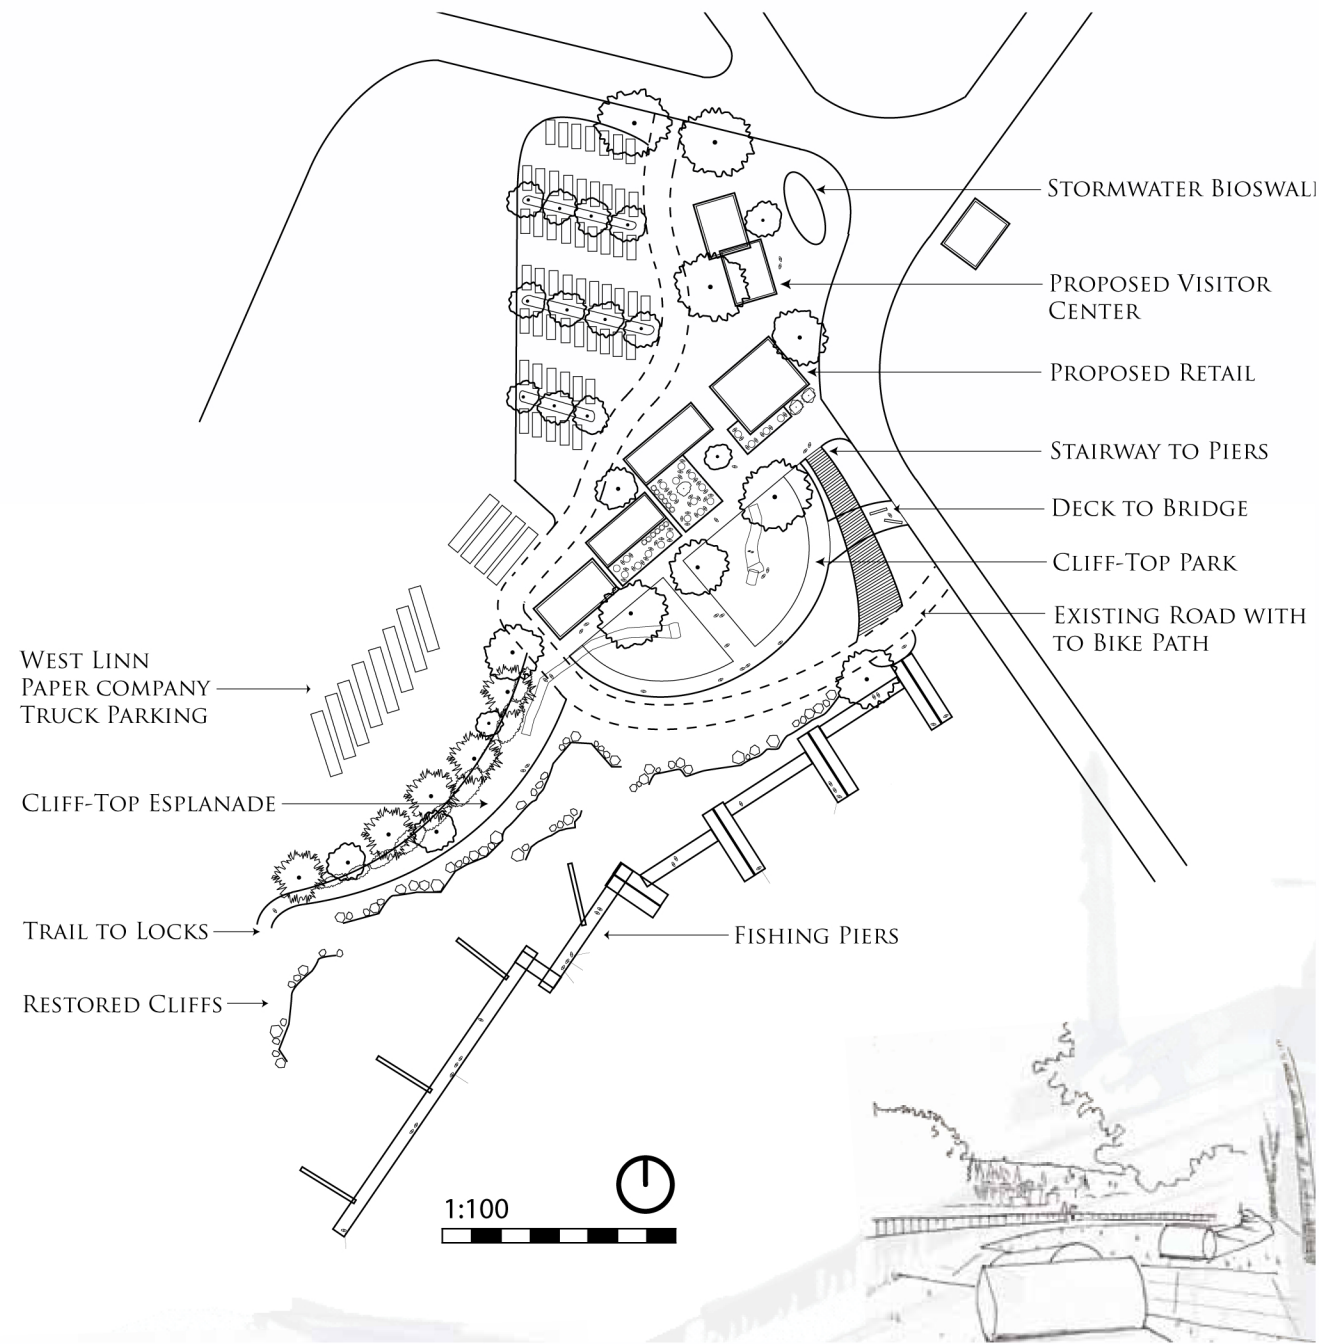 STORMWATER BIOSWAL
PROPOSED VISITOR
CENTER
PROPOSED RETAIL
STAIRWAY TO PIERS
DECK TO BRIDGE
CLIFF-TOP PARK
EXISTING ROAD WITH
TO BIKE PATH
WEST LINN
PAPER COMPANY
TRUCK PARKING
CLIFF-TOP ESPLANADE
TRAIL TO LOCKS
FISHING PIERS
RESTORED CLIFFS
1:100